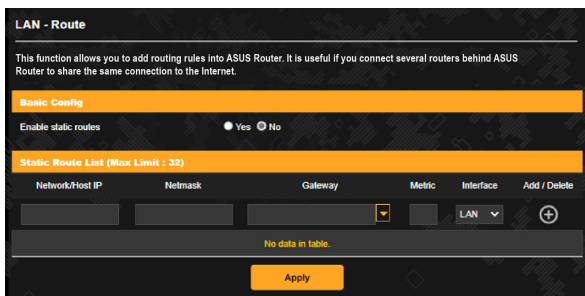 LAN - Route
This function allows you to add routing rules into ASUS Router. It is useful if you connect several routers behind ASUS
Router to share the same connection to the Internet.
Basic Config
Enable static routes Yes No
Static Route List (Max Limit : 32)
Network/Host IP Netmask Gateway Metric Interface Add / Delete
LAN
No data in table.
Apply